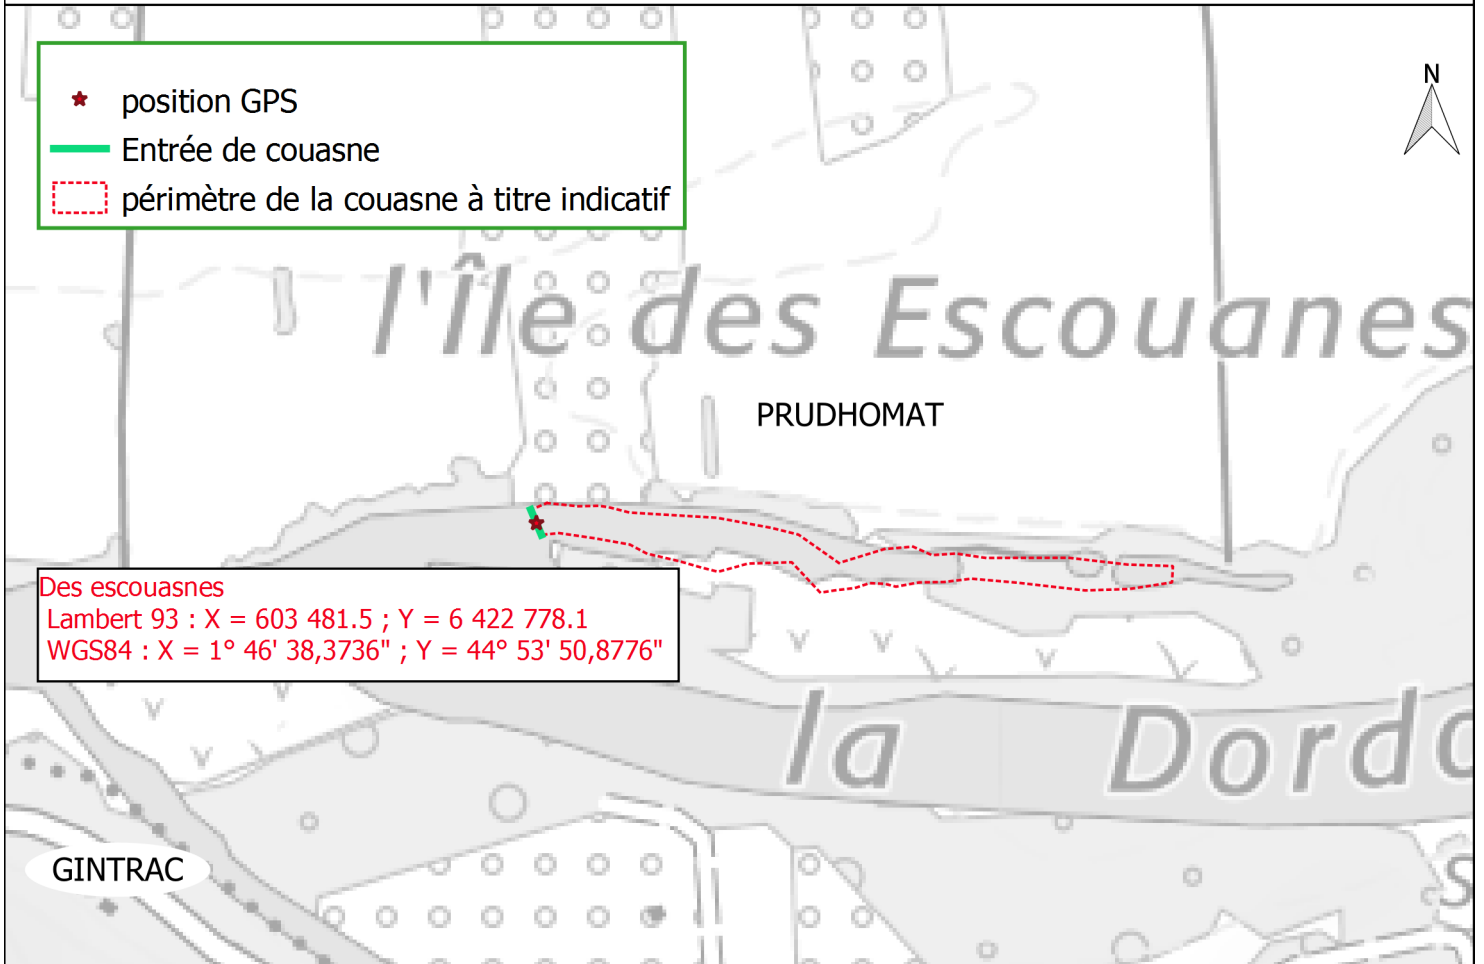 N
position GPS
Entrée de couasne
périmètre de la couasne à titre indicatif
l'Île des Escouanes
PRUDHOMAT
Des escouasnes
Lambert 93 : X = 603 481.5 ; Y = 6 422 778.1
WGS84 : X = 1° 46' 38,3736" ; Y = 44° 53' 50,8776"
la Dordo
GINTRAC
s